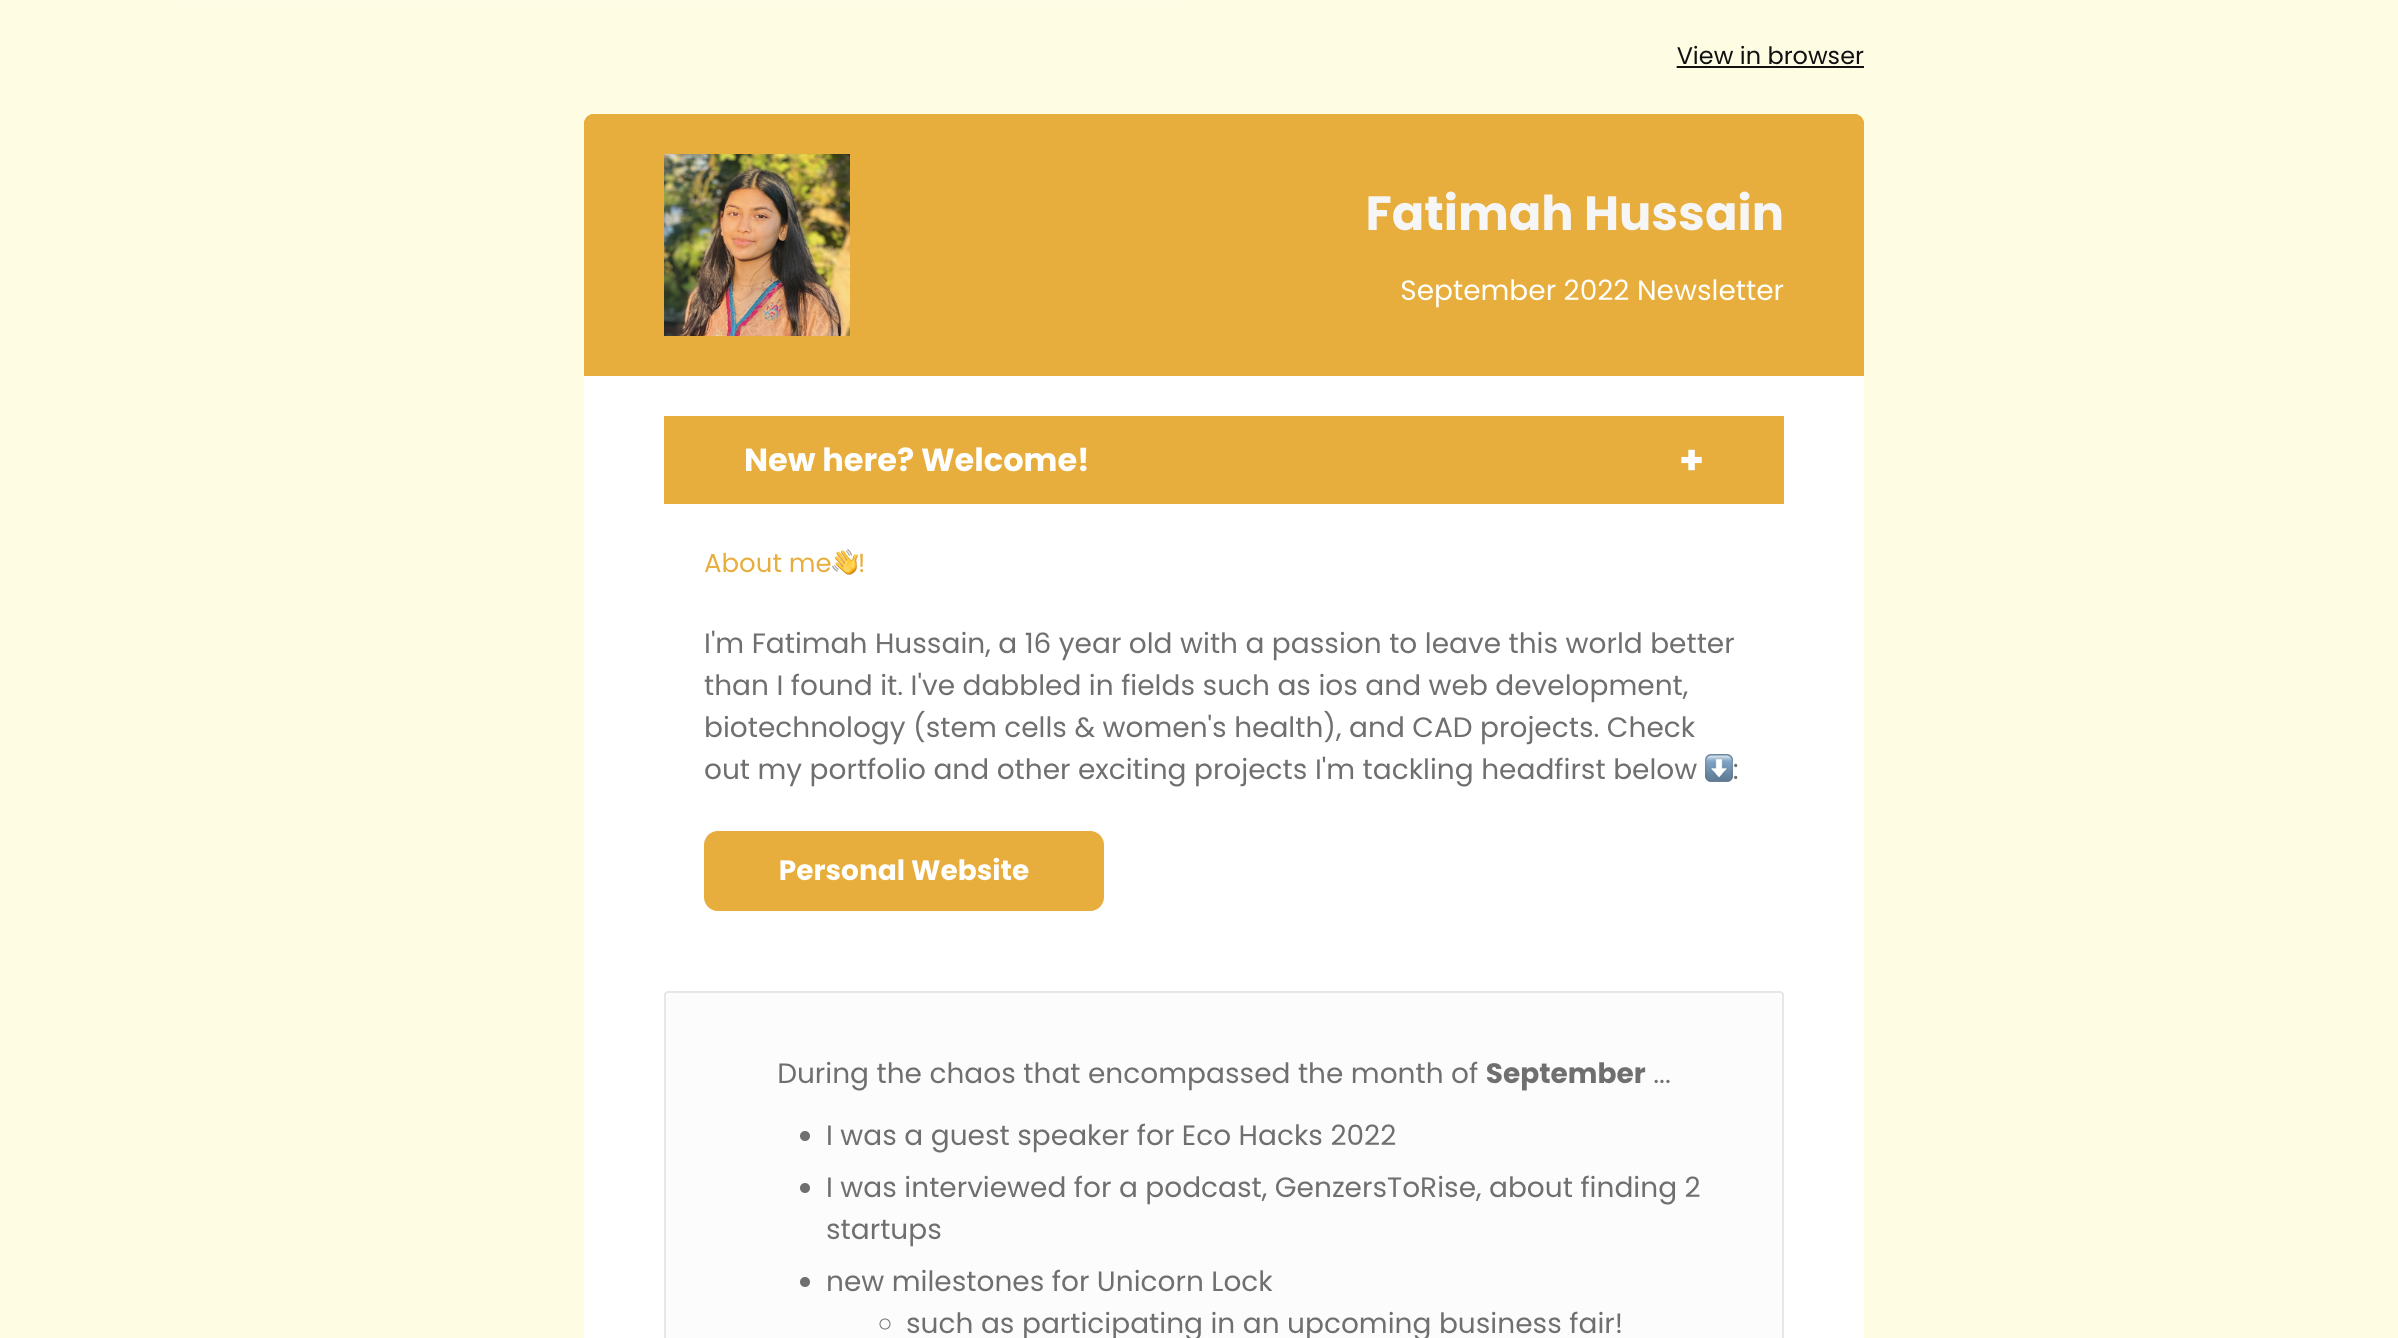 View in browser
Fatimah Hussain
September 2022 Newsletter
New here? Welcome!
+
About me👋!
I'm Fatimah Hussain, a 16 year old with a passion to leave this world better
than I found it. I've dabbled in fields such as ios and web development,
biotechnology (stem cells & women's health), and CAD projects. Check
out my portfolio and other exciting projects I'm tackling headfirst below ⬇️:
Personal Website
During the chaos that encompassed the month of September ...
• I was a guest speaker for Eco Hacks 2022
• I was interviewed for a podcast, GenzersToRise, about finding 2
startups
• new milestones for Unicorn Lock
○ such as participating in an upcoming business fair!